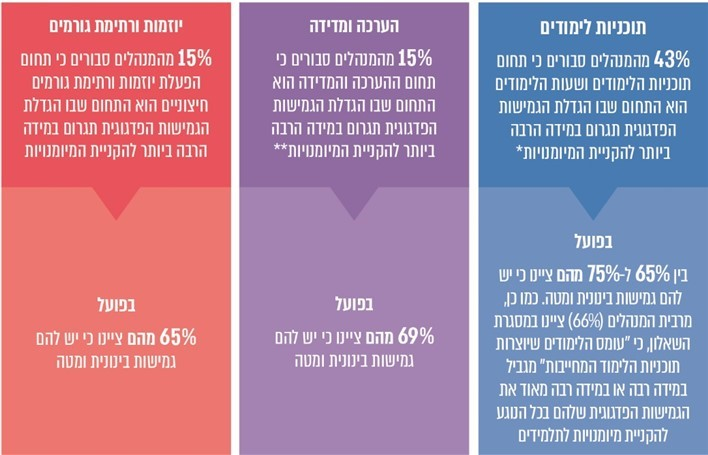 תוכניות לימודים
43% מהמנהלים סבורים כי תחום
תוכניות הלימודים ושעות הלימודים
הוא התחום שבו הגדלת הגמישות
הפדגוגית תגרום במידה הרבה
ביותר להקניית המיומנויות*
בפועל
בין 65% ל-75% מהם ציינו כי יש
להם גמישות בינונית ומטה. כמו כן,
מרבית המנהלים (66%) ציינו במסגרת
השאלון, כי "עומס הלימודים שיוצרות
תוכניות הלימוד המחייבות" מגביל
במידה רבה או במידה רבה מאוד את
הגמישות הפדגוגית שלהם בכל הנוגע
להקניית מיומנויות לתלמידים
הערכה ומדידה
15% מהמנהלים סבורים כי
תחום ההערכה והמדידה הוא
התחום שבו הגדלת הגמישות
הפדגוגית תגרום במידה הרבה
ביותר להקניית המיומנויות**
בפועל
69% מהם ציינו כי יש להם
גמישות בינונית ומטה
יוזמות ורתימת גורמים
15% מהמנהלים סבורים כי תחום
הפעלת יוזמות ורתימת גורמים
חיצוניים הוא התחום שבו הגדלת
הגמישות הפדגוגית תגרום במידה
הרבה ביותר להקניית המיומנויות
בפועל
65% מהם ציינו כי יש להם
גמישות בינונית ומטה